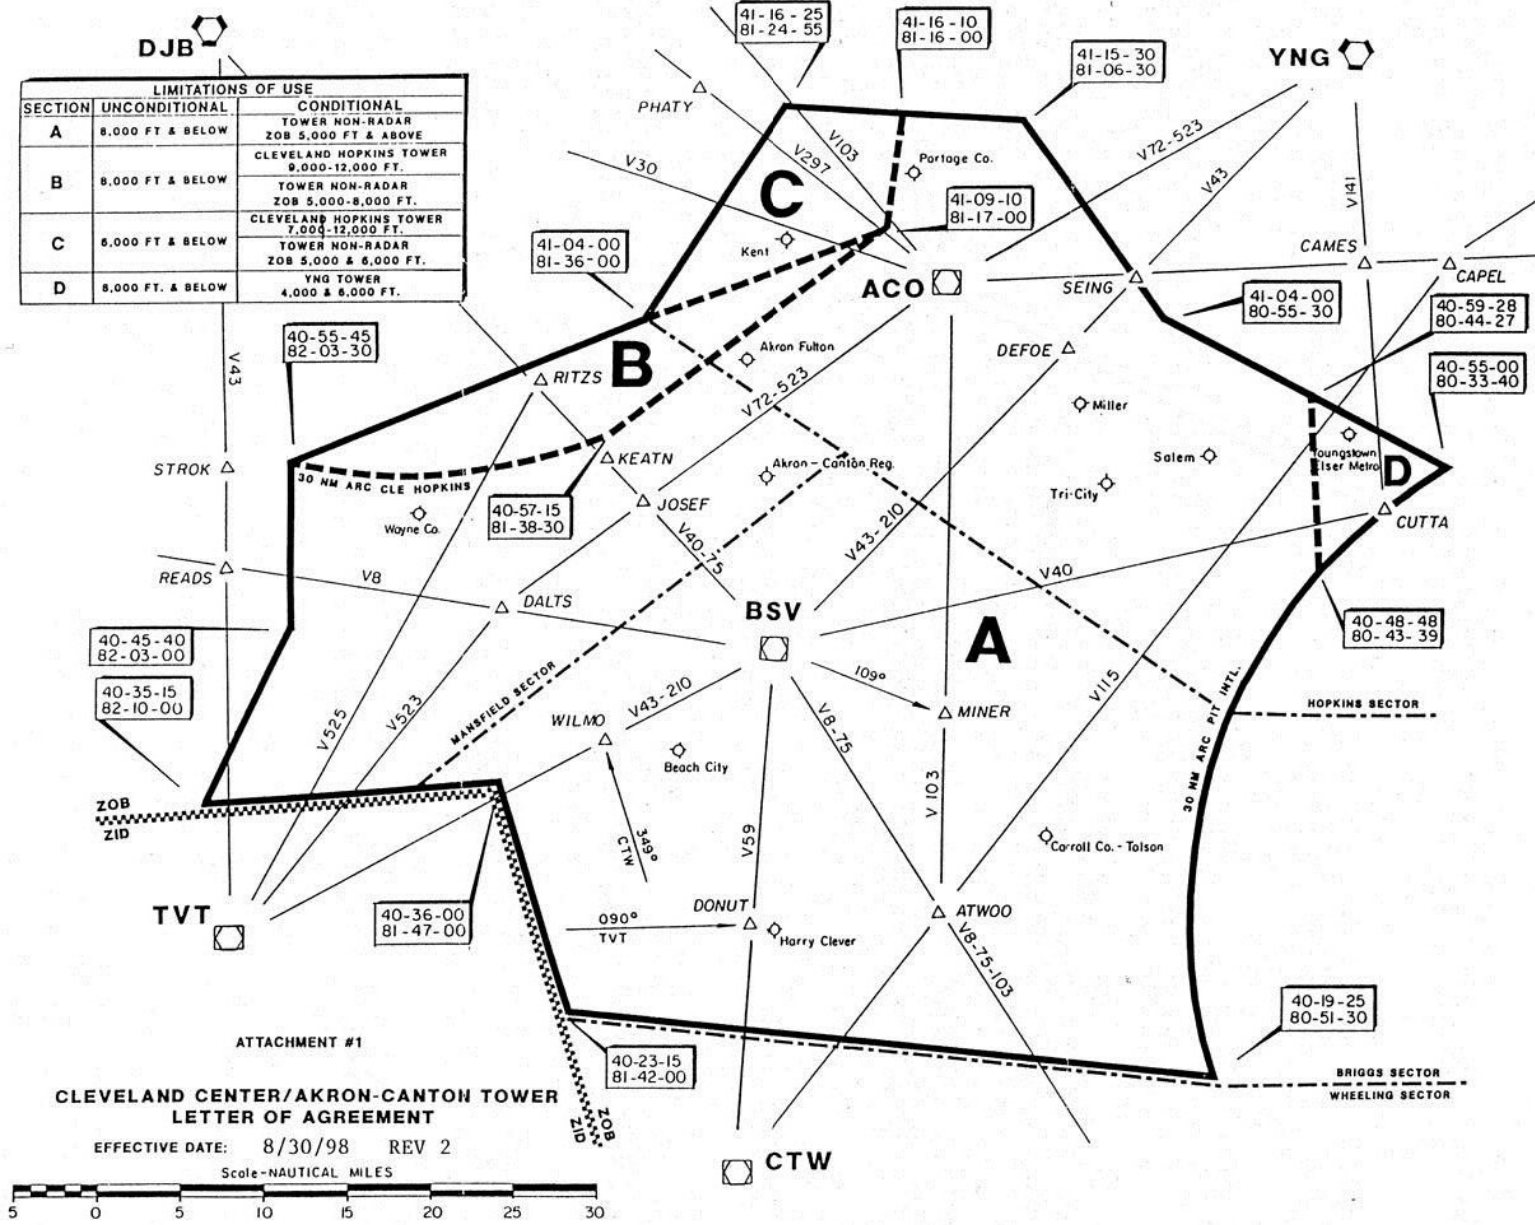 DJB
41-16-25
81-24-55
41-16-10
81-16-00
41-15-30
81-06-30
YNG
LIMITATIONS OF USE
SECTION UNCONDITIONAL CONDITIONAL
A 8,000 FT & BELOW TOWER NON-RADAR
ZOB 5,000 FT & ABOVE
B 8,000 FT & BELOW CLEVELAND HOPKINS TOWER
9,000-12,000 FT.
TOWER NON-RADAR
ZOB 5,000-8,000 FT.
C 6,000 FT & BELOW CLEVELAND HOPKINS TOWER
7,000-12,000 FT.
TOWER NON-RADAR
ZOB 5,000 & 6,000 FT.
D YNG TOWER
4,000 & 6,000 FT.
PHATY
V30
V297
V103
C
Portage Co.
V72-523
V43
V141
41-09-10
81-17-00
Kent
41-04-00
81-36-00
ACO
SEING
CAMES
CAPEL
41-04-00
80-55-30
40-59-28
80-44-27
40-55-45
82-03-30
V43
RITZS
B
Akron Fulton
V72-523
DEFOE
40-55-00
80-33-40
Miller
STROK
30 NM ARC CLE HOPKINS
KEATN
Akron-Canton Reg.
Salem
Tri-City
D
Wayne Co.
40-57-15
81-38-30
JOSEF
V40-75
V43-210
CUTTA
READS
V8
DALTS
BSV
V40
A
40-48-48
80-43-39
40-45-40
82-03-00
40-35-15
82-10-00
V525
V523
MANSFIELD SECTOR
WILMO
V43-210
109°
MINER
V115
30 NM ARC PIT INTL.
HOPKINS SECTOR
V8-75
Beach City
V103
ZOB
ZID
349°
CTW
V59
Carroll Co.-Tolson
TVT
40-36-00
81-47-00
090°
TVT
DONUT
Harry Clever
ATWOO
V8-75-103
40-19-25
80-51-30
ATTACHMENT #1
40-23-15
81-42-00
BRIGGS SECTOR
WHEELING SECTOR
CLEVELAND CENTER/AKRON-CANTON TOWER
LETTER OF AGREEMENT
EFFECTIVE DATE: 8/30/98 REV 2
ZOB
ZID
Scale-NAUTICAL MILES
5 0 5 10 15 20 25 30
CTW